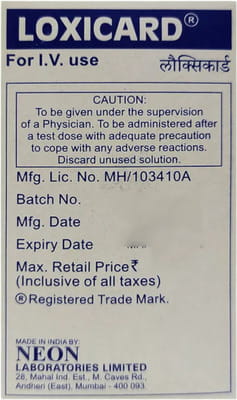 LOXICARD®
For I.V. use
लौक्सिकार्ड
CAUTION:
To be given under the supervision
of a Physician. To be administered after
a test dose with adequate precaution
to cope with any adverse reactions.
Discard unused solution.
Mfg. Lic. No. MH/103410A
Batch No.
Mfg. Date
Expiry Date
Max. Retail Price ₹
(Inclusive of all taxes)
® Registered Trade Mark.
MADE IN INDIA BY:
NEON
LABORATORIES LIMITED
28, Mahal Ind. Est., M. Caves Rd.,
Andheri (East), Mumbai - 400 093.